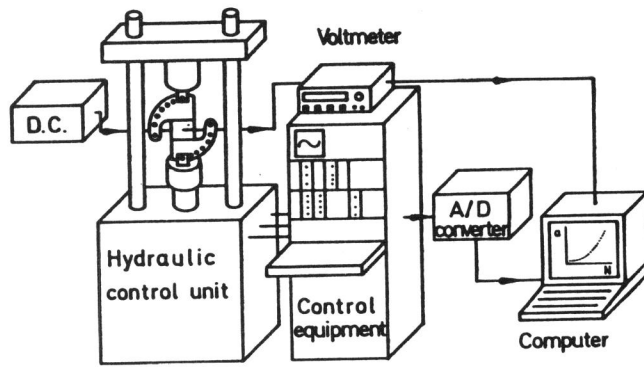 Voltmeter
D.C.
A/D
converter
a
N
Hydraulic
control unit
Control
equipment
Computer